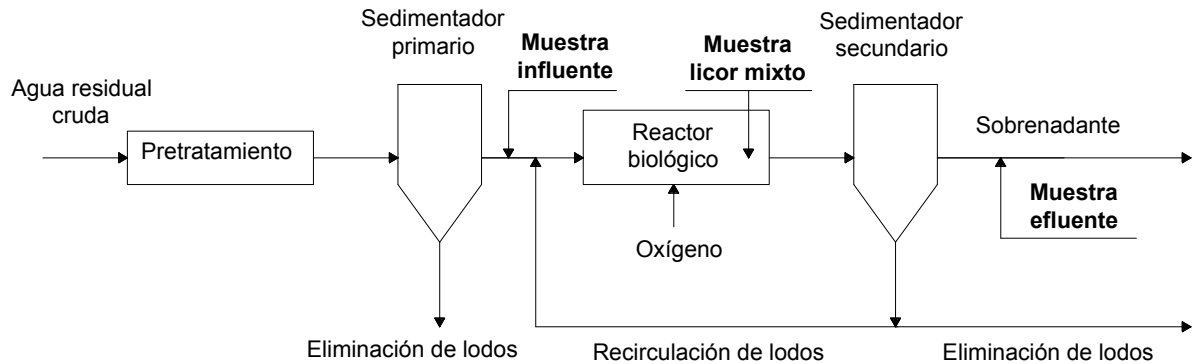 Sedimentador
primario
Muestra
influente
Muestra
licor mixto
Sedimentador
secundario
Agua residual
cruda
Pretratamiento
Reactor
biológico
Sobrenadante
Muestra
efluente
Oxígeno
Eliminación de lodos
Recirculación de lodos
Eliminación de lodos